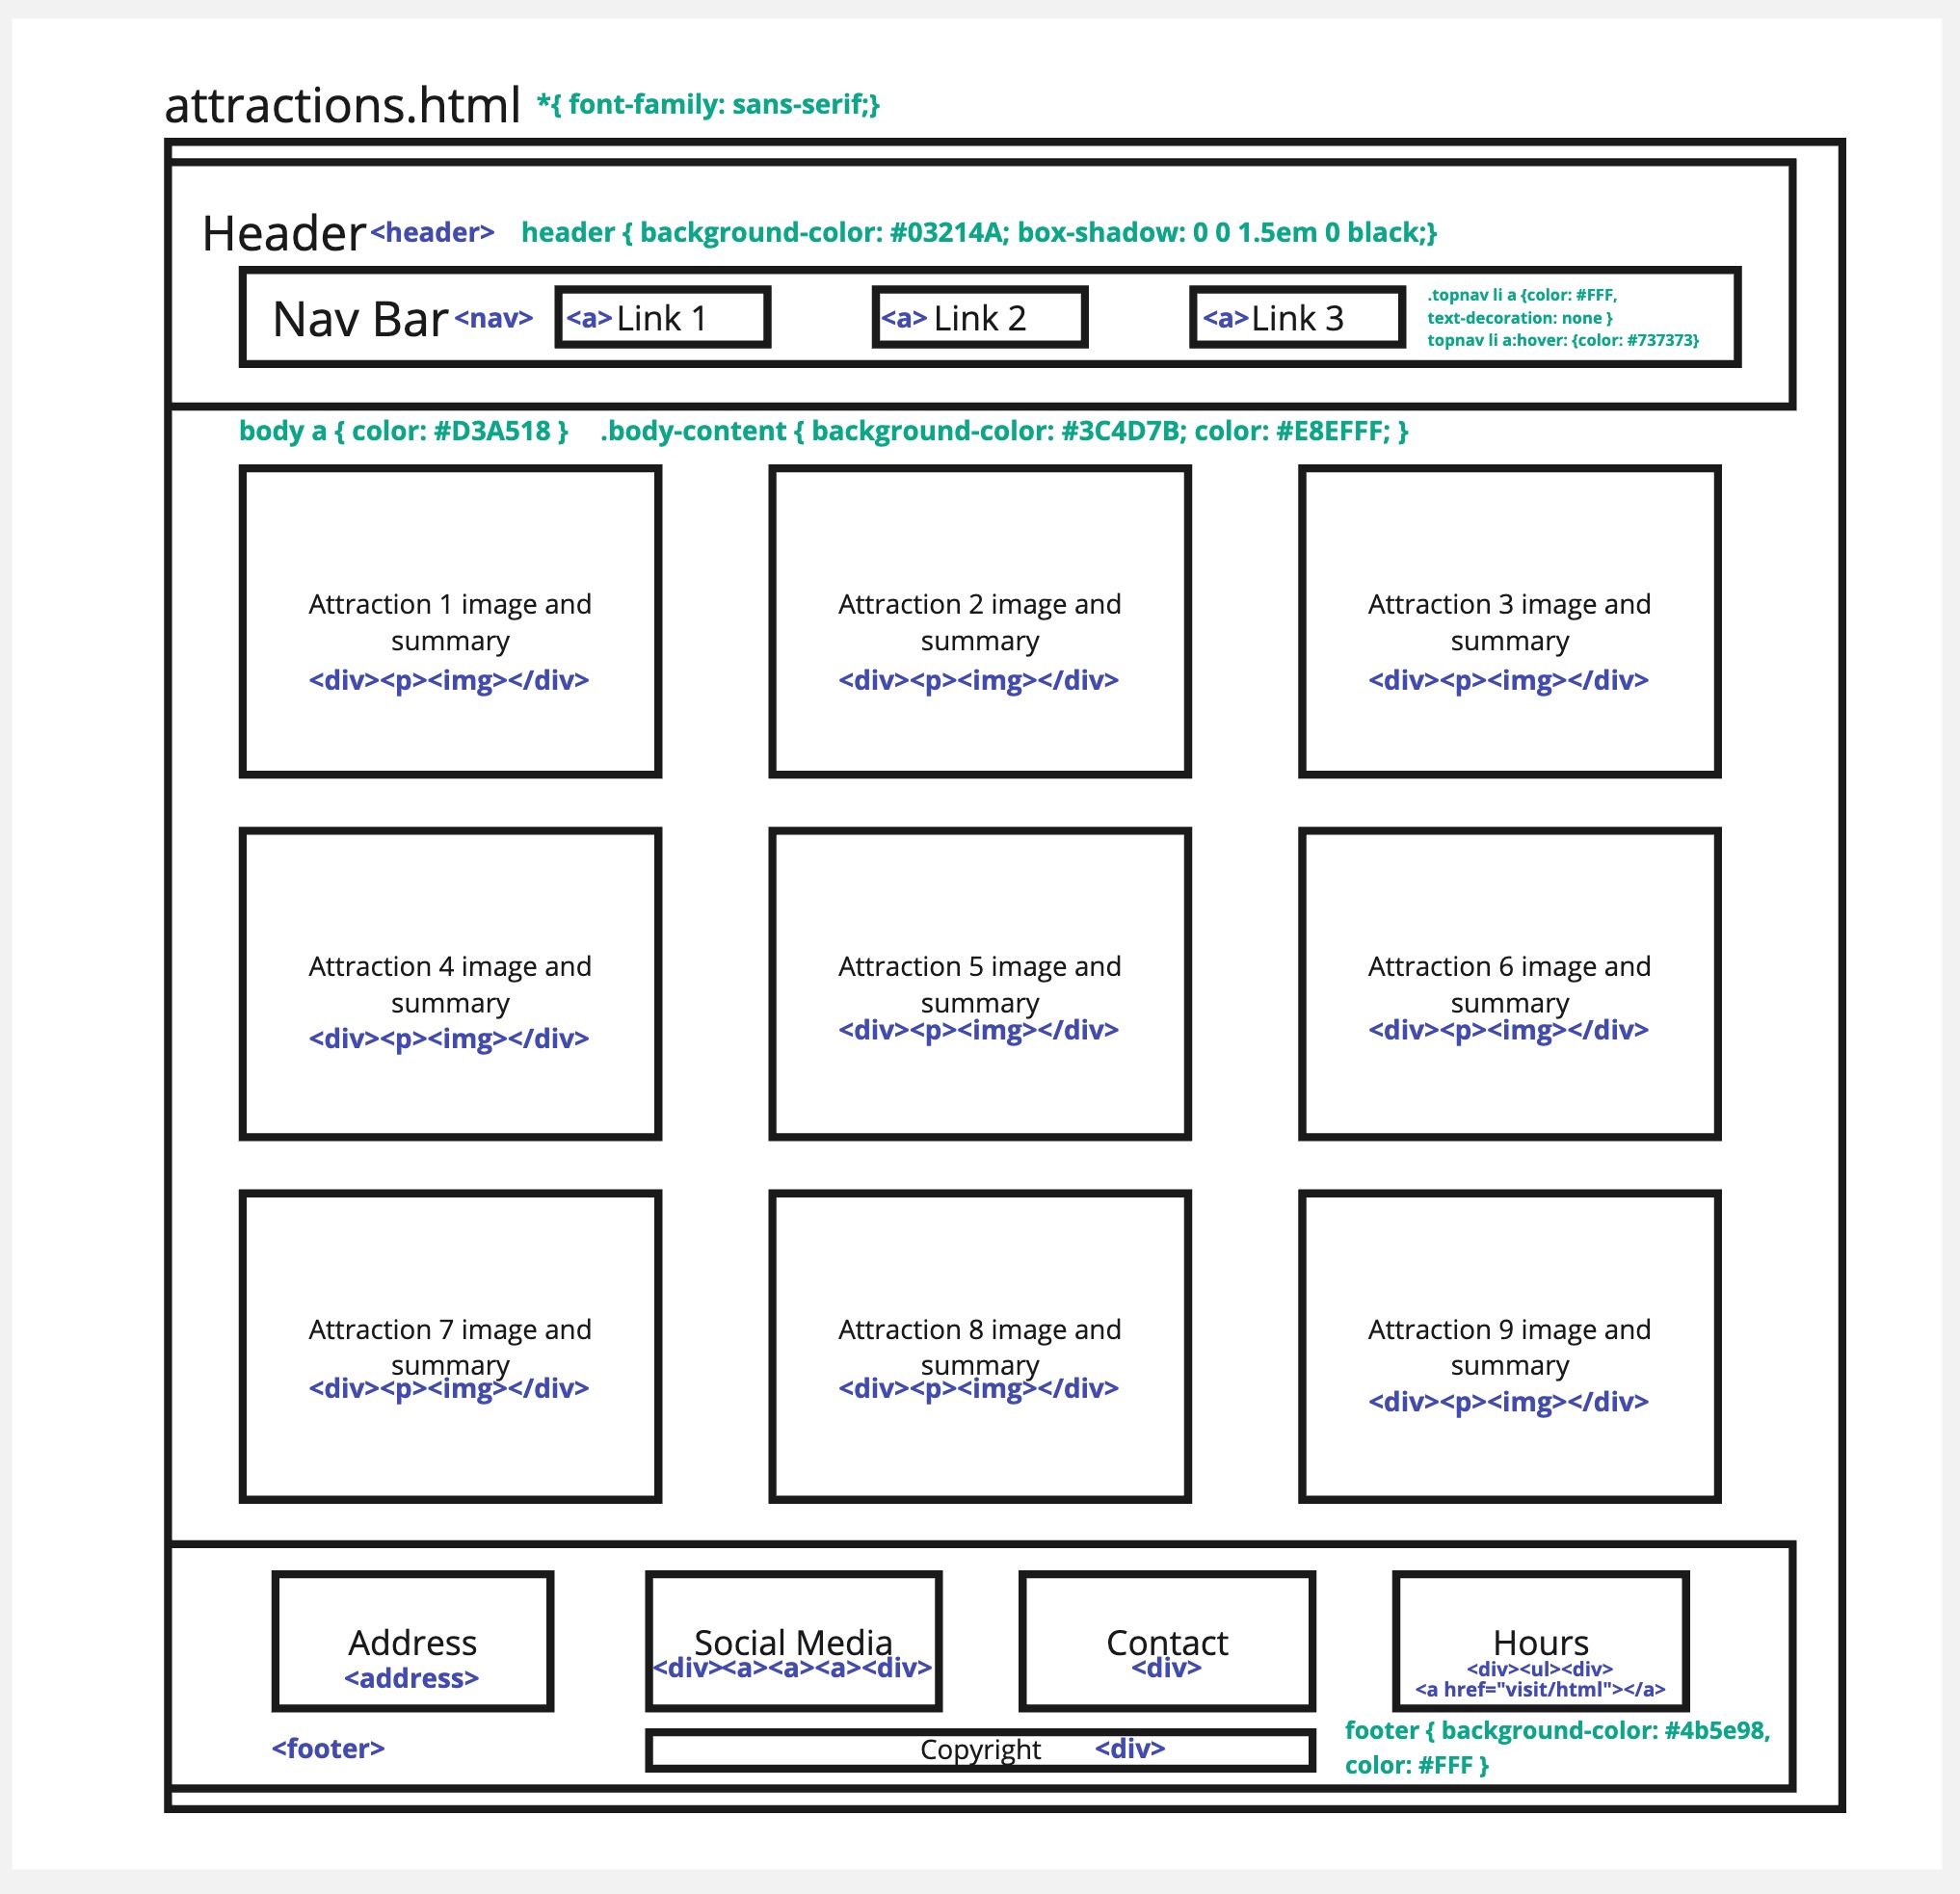 attractions.html *{ font-family: sans-serif;}
Header <header> header { background-color: #03214A; box-shadow: 0 0 1.5em 0 black;}
Nav Bar <nav> <a> Link 1 <a> Link 2 <a> Link 3
.topnav li a {color: #FFF,
text-decoration: none }
topnav li a:hover: {color: #737373}
body a { color: #D3A518 } .body-content { background-color: #3C4D7B; color: #E8EFFF; }
Attraction 1 image and
summary
<div><p><img></div>
Attraction 2 image and
summary
<div><p><img></div>
Attraction 3 image and
summary
<div><p><img></div>
Attraction 4 image and
summary
<div><p><img></div>
Attraction 5 image and
summary
<div><p><img></div>
Attraction 6 image and
summary
<div><p><img></div>
Attraction 7 image and
summary
<div><p><img></div>
Attraction 8 image and
summary
<div><p><img></div>
Attraction 9 image and
summary
<div><p><img></div>
Address
<address>
Social Media
<div><a><a><a><div>
Contact
<div>
Hours
<div><ul><div>
<a href="visit/html"></a>
<footer>
Copyright <div>
footer { background-color: #4b5e98,
color: #FFF }